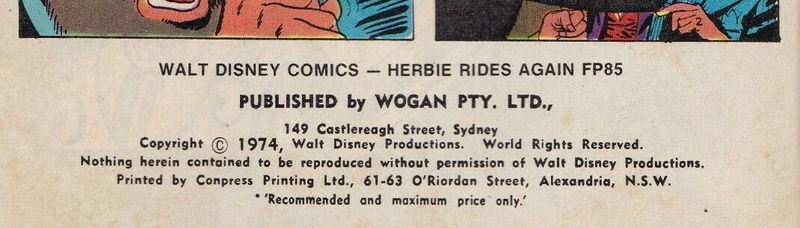 WALT DISNEY COMICS — HERBIE RIDES AGAIN FP85
PUBLISHED by WOGAN PTY. LTD.,
149 Castlereagh Street, Sydney
Copyright © 1974, Walt Disney Productions. World Rights Reserved.
Nothing herein contained to be reproduced without permission of Walt Disney Productions.
Printed by Conpress Printing Ltd., 61-63 O'Riordan Street, Alexandria, N.S.W.
* 'Recommended and maximum price only.'